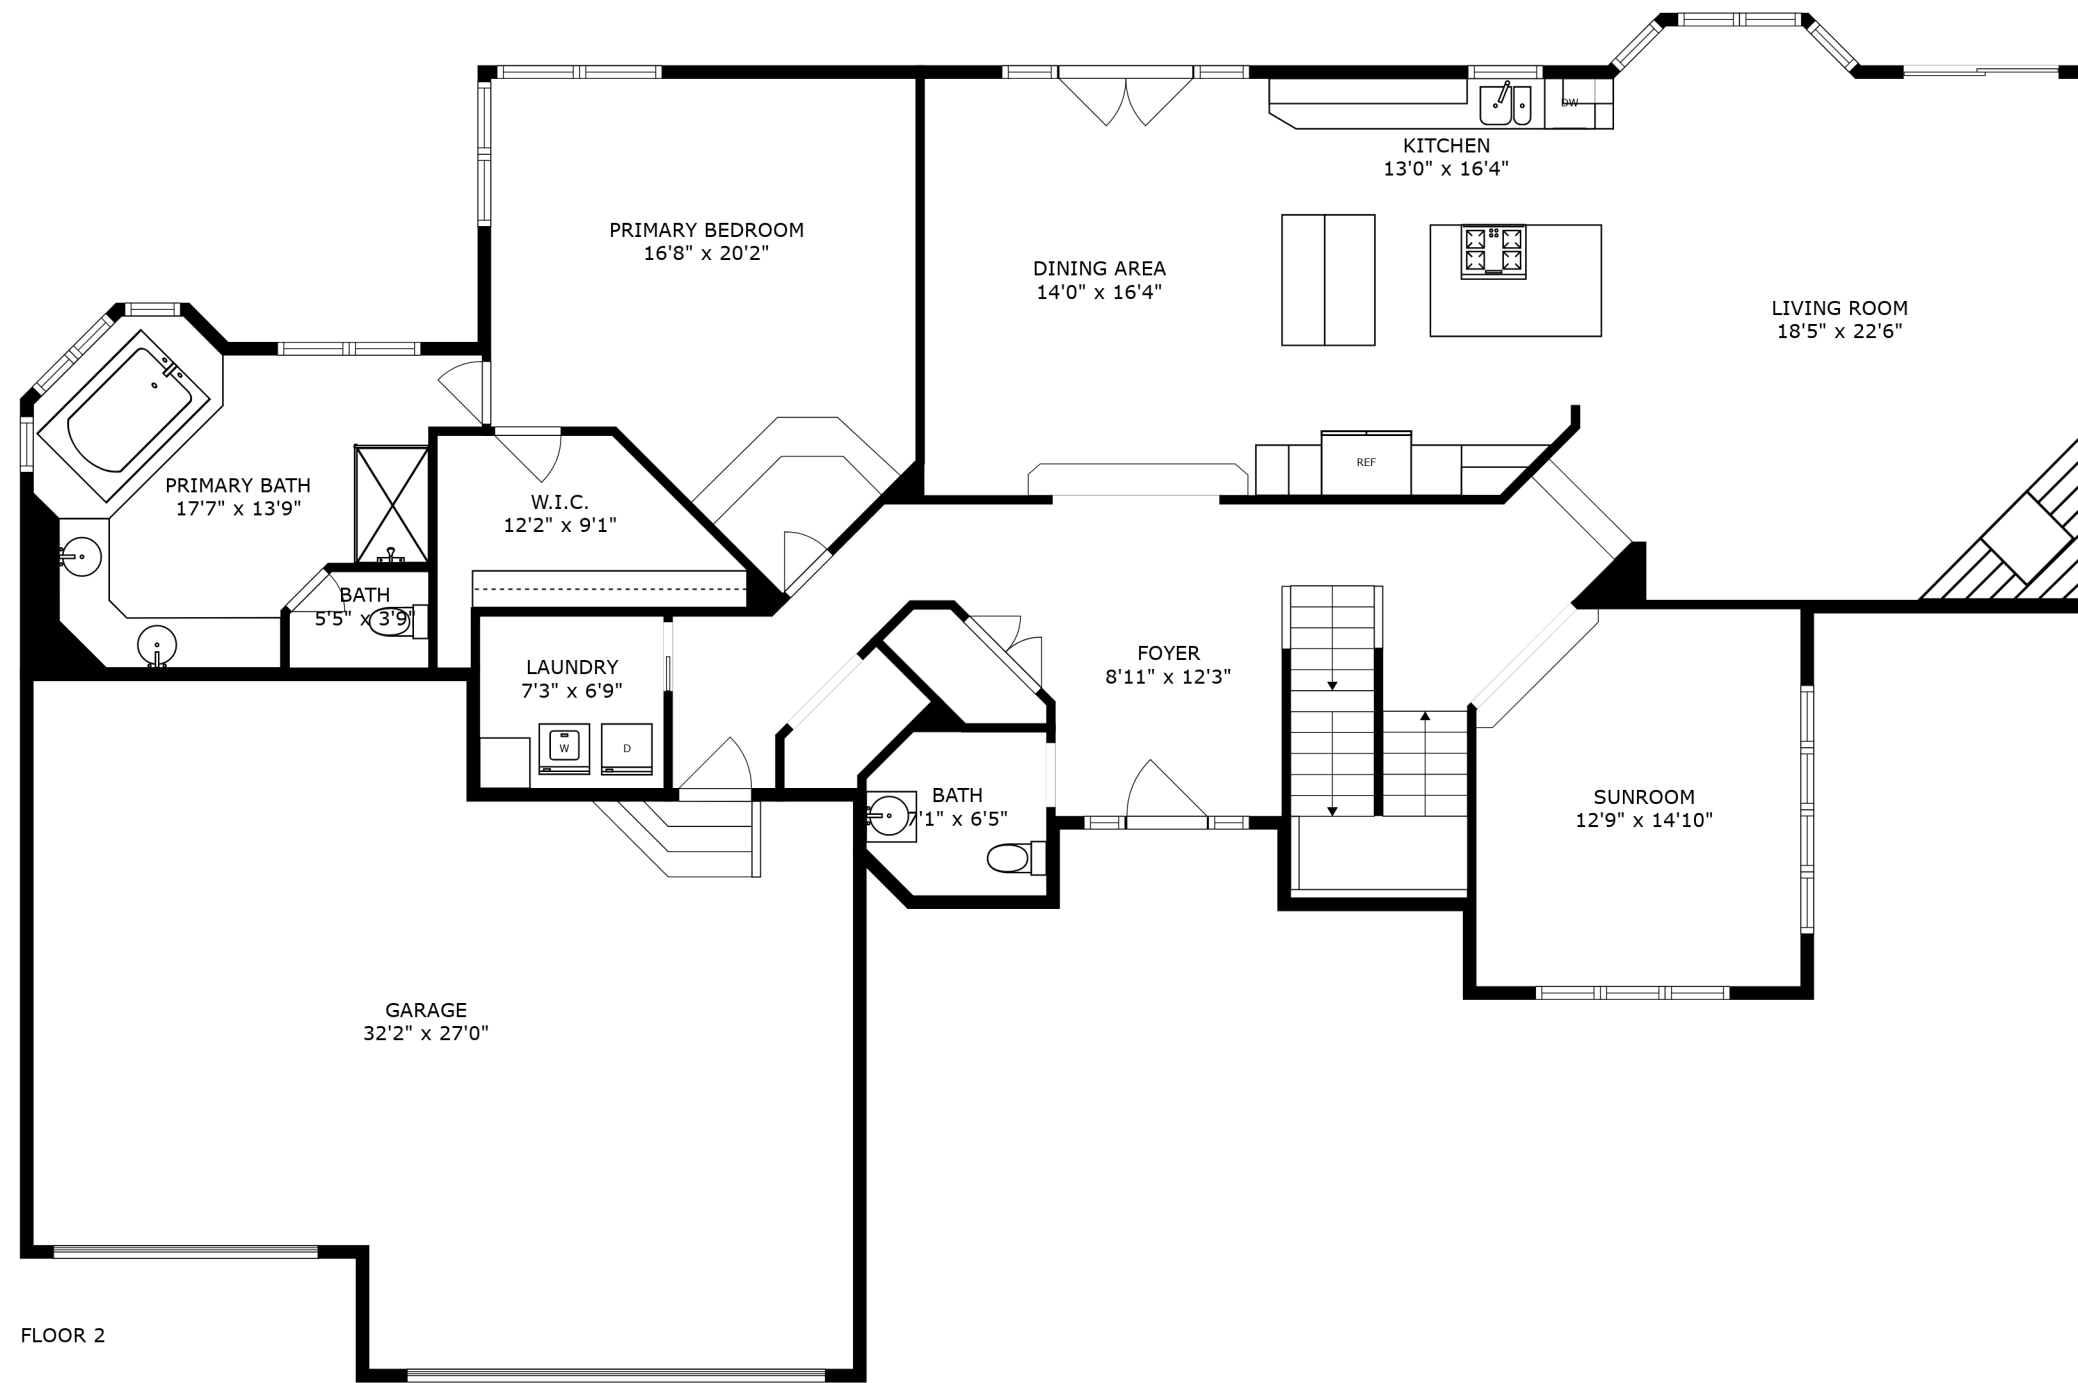 DW
KITCHEN
13'0" x 16'4"
PRIMARY BEDROOM
16'8" x 20'2"
DINING AREA
14'0" x 16'4"
LIVING ROOM
18'5" x 22'6"
REF
PRIMARY BATH
17'7" x 13'9"
W.I.C.
12'2" x 9'1"
BATH
5'5" x 3'9"
LAUNDRY
7'3" x 6'9"
FOYER
8'11" x 12'3"
W
D
BATH
7'1" x 6'5"
SUNROOM
12'9" x 14'10"
GARAGE
32'2" x 27'0"
FLOOR 2